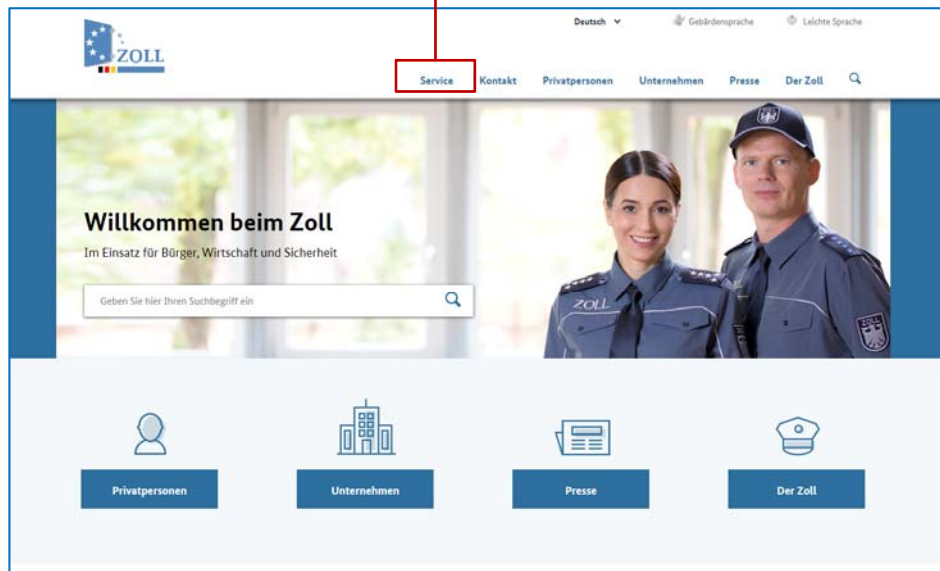 Deutsch
Gebärdensprache
Leichte Sprache
ZOLL
Service Kontakt Privatpersonen Unternehmen Presse Der Zoll
Willkommen beim Zoll
Im Einsatz für Bürger, Wirtschaft und Sicherheit
Geben Sie hier Ihren Suchbegriff ein
ZOLL
ZOLL
Privatpersonen
Unternehmen
Presse
Der Zoll